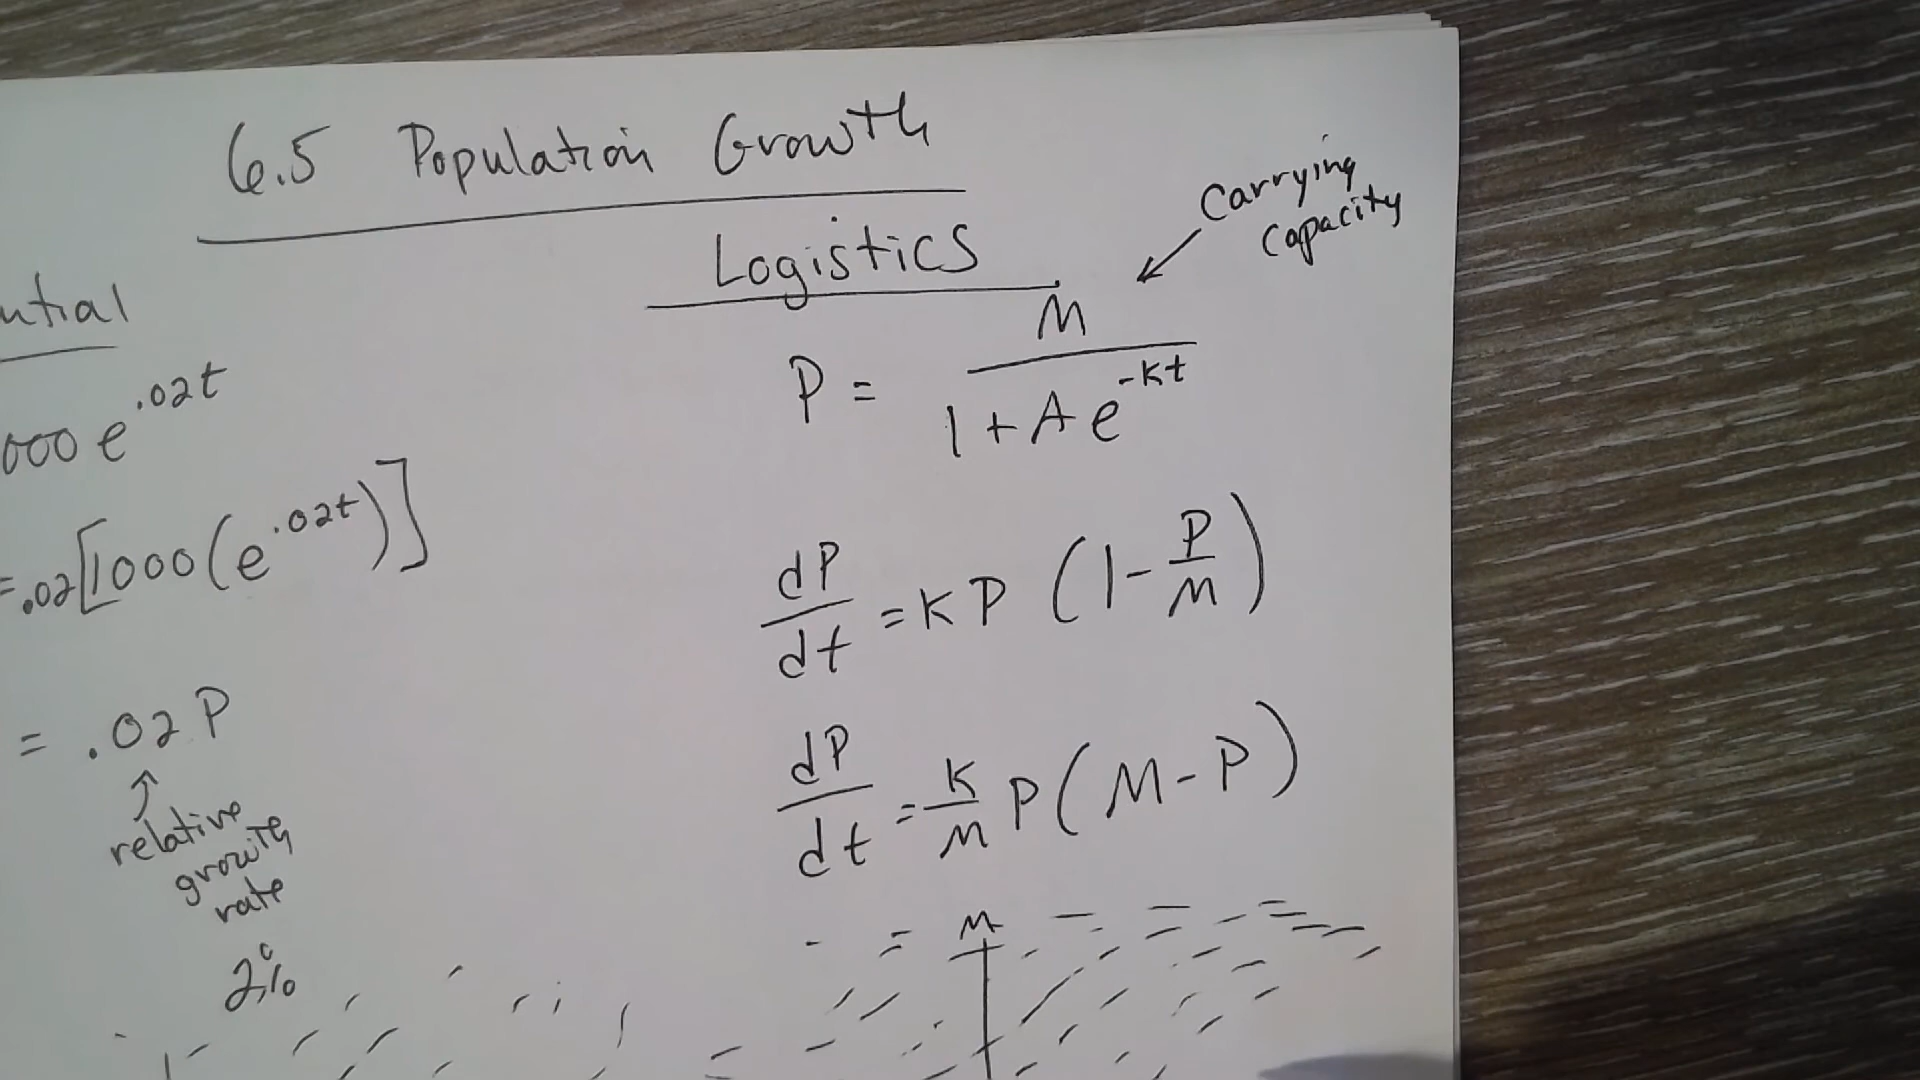 6.5 Population Growth
ntial
000 e^.02t
=.02[1000(e^.02t)]
= .02P
↑
relative
growth
rate
2%
Logistics
Carrying
Capacity
P = M / (1 + Ae^-kt)
dP/dt = KP (1 - P/M)
dP/dt = K/M P(M - P)
M